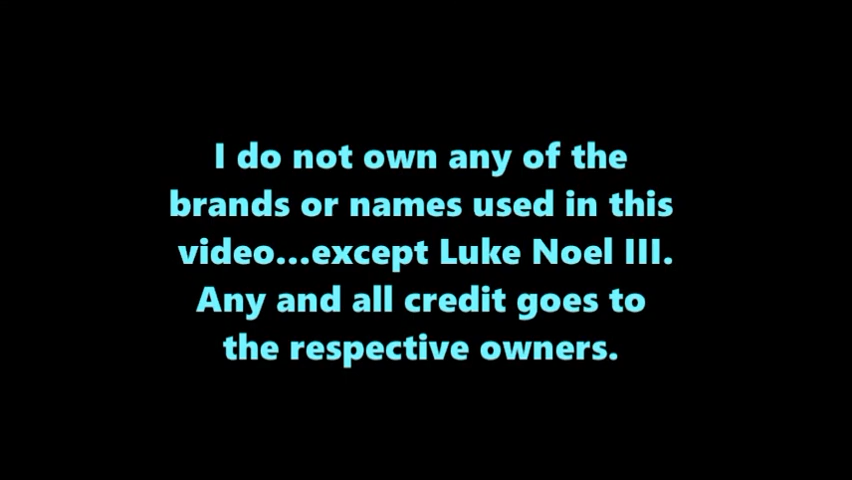 I do not own any of the
brands or names used in this
video...except Luke Noel III.
Any and all credit goes to
the respective owners.